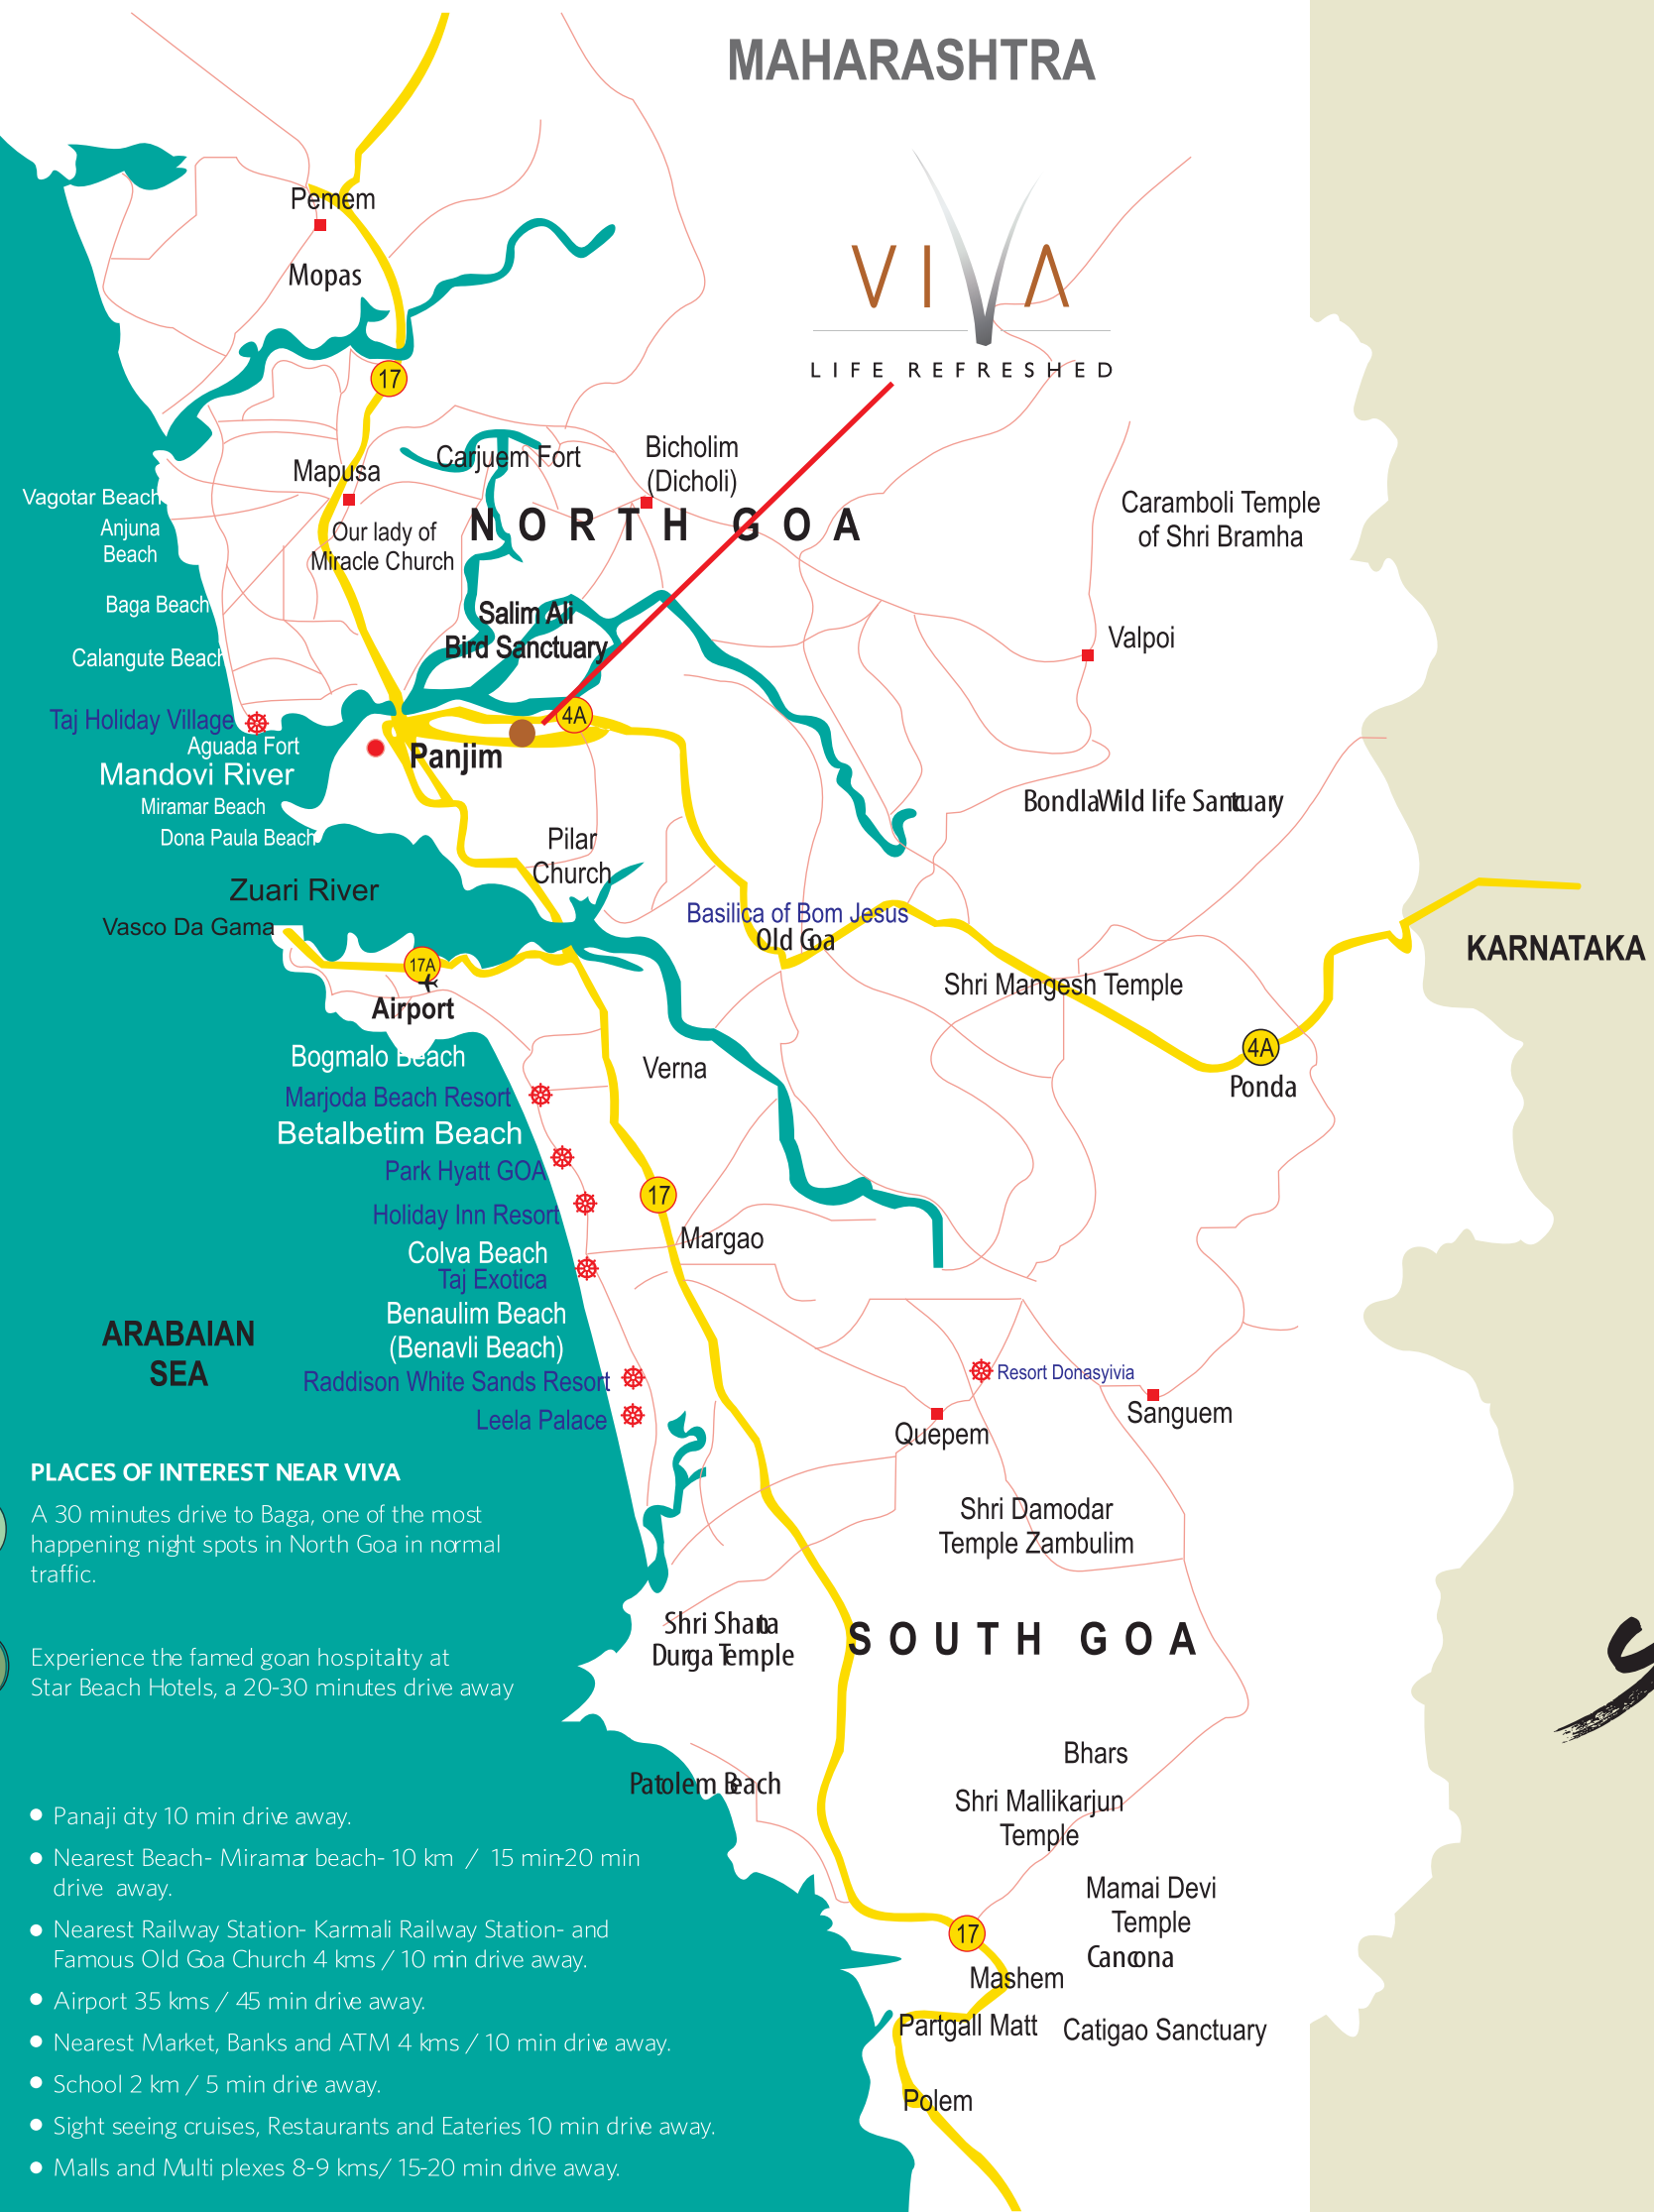 MAHARASHTRA
Pemem
Mopas
VIVA
LIFE REFRESHED
17
Carjuem Fort
Bicholim
(Dicholi)
Mapusa
Vagotar Beach
Anjuna
Beach
Our lady of
Miracle Church
NORTH GOA
Caramboli Temple
of Shri Bramha
Baga Beach
Salim Ali
Bird Sanctuary
Calangute Beach
Valpoi
Taj Holiday Village
4A
Aguada Fort
Panjim
Mandovi River
Miramar Beach
Dona Paula Beach
Bondla Wild life Sanctuary
Pilar
Church
Zuari River
Vasco Da Gama
Basilica of Bom Jesus
Old Goa
KARNATAKA
17A
Airport
Shri Mangesh Temple
4A
Ponda
Bogmalo Beach
Verna
Marjoda Beach Resort
Betalbetim Beach
Park Hyatt GOA
17
Holiday Inn Resort
Margao
Colva Beach
Taj Exotica
Benaulim Beach
(Benavli Beach)
ARABAIAN
SEA
Raddison White Sands Resort
Resort Donasyivia
Leela Palace
Quepem
Sanguem
Shri Damodar
Temple Zambulim
Shri Shanta
Durga Temple
SOUTH GOA
Patolem Beach
Bhars
Shri Mallikarjun
Temple
Mamai Devi
Temple
Canoona
17
Mashem
Partgall Matt
Catigao Sanctuary
Polem
PLACES OF INTEREST NEAR VIVA
A 30 minutes drive to Baga, one of the most
happening night spots in North Goa in normal
traffic.
Experience the famed goan hospitality at
Star Beach Hotels, a 20-30 minutes drive away
• Panaji city 10 min drive away.
• Nearest Beach- Miramar beach- 10 km / 15 min-20 min
drive away.
• Nearest Railway Station- Karmali Railway Station- and
Famous Old Goa Church 4 kms / 10 min drive away.
• Airport 35 kms / 45 min drive away.
• Nearest Market, Banks and ATM 4 kms / 10 min drive away.
• School 2 km / 5 min drive away.
• Sight seeing cruises, Restaurants and Eateries 10 min drive away.
• Malls and Multi plexes 8-9 kms/ 15-20 min drive away.